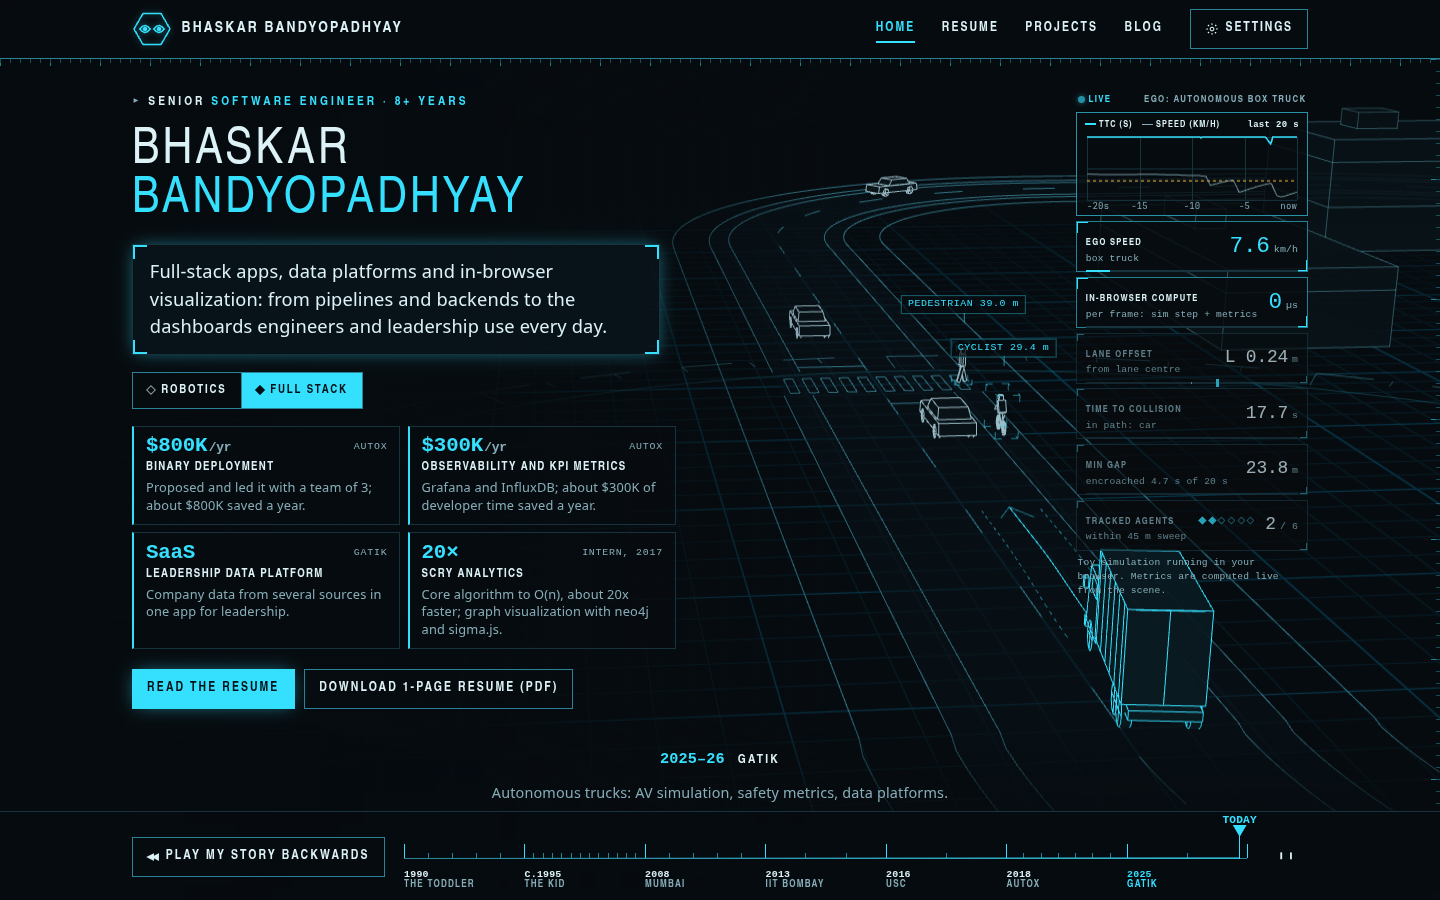 BHASKAR BANDYOPADHYAY
HOME
RESUME
PROJECTS
BLOG
SETTINGS
SENIOR SOFTWARE ENGINEER · 8+ YEARS
BHASKAR
BANDYOPADHYAY
Full-stack apps, data platforms and in-browser
visualization: from pipelines and backends to the
dashboards engineers and leadership use every day.
◇ ROBOTICS
◆ FULL STACK
$800K/yr AUTOX
BINARY DEPLOYMENT
Proposed and led it with a team of 3;
about $800K saved a year.
$300K/yr AUTOX
OBSERVABILITY AND KPI METRICS
Grafana and InfluxDB; about $300K of
developer time saved a year.
SaaS GATIK
LEADERSHIP DATA PLATFORM
Company data from several sources in
one app for leadership.
20× INTERN, 2017
SCRY ANALYTICS
Core algorithm to O(n), about 20x
faster; graph visualization with neo4j
and sigma.js.
READ THE RESUME
DOWNLOAD 1-PAGE RESUME (PDF)
PEDESTRIAN 39.0 m
CYCLIST 29.4 m
LIVE EGO: AUTONOMOUS BOX TRUCK
TTC (S) SPEED (KM/H) last 20 s
-20s -15 -10 -5 now
EGO SPEED 7.6 km/h
box truck
IN-BROWSER COMPUTE 0 µs
per frame: sim step + metrics
LANE OFFSET L 0.24 m
from lane centre
TIME TO COLLISION 17.7 s
in path: car
MIN GAP 23.8 m
encroached 4.7 s of 20 s
TRACKED AGENTS ◆◆◇◇◇◇ 2 / 6
within 45 m sweep
Toy simulation running in your
browser. Metrics are computed live
from the scene.
2025–26 GATIK
Autonomous trucks: AV simulation, safety metrics, data platforms.
PLAY MY STORY BACKWARDS
TODAY
1990
THE TODDLER
C.1995
THE KID
2008
MUMBAI
2013
IIT BOMBAY
2016
USC
2018
AUTOX
2025
GATIK